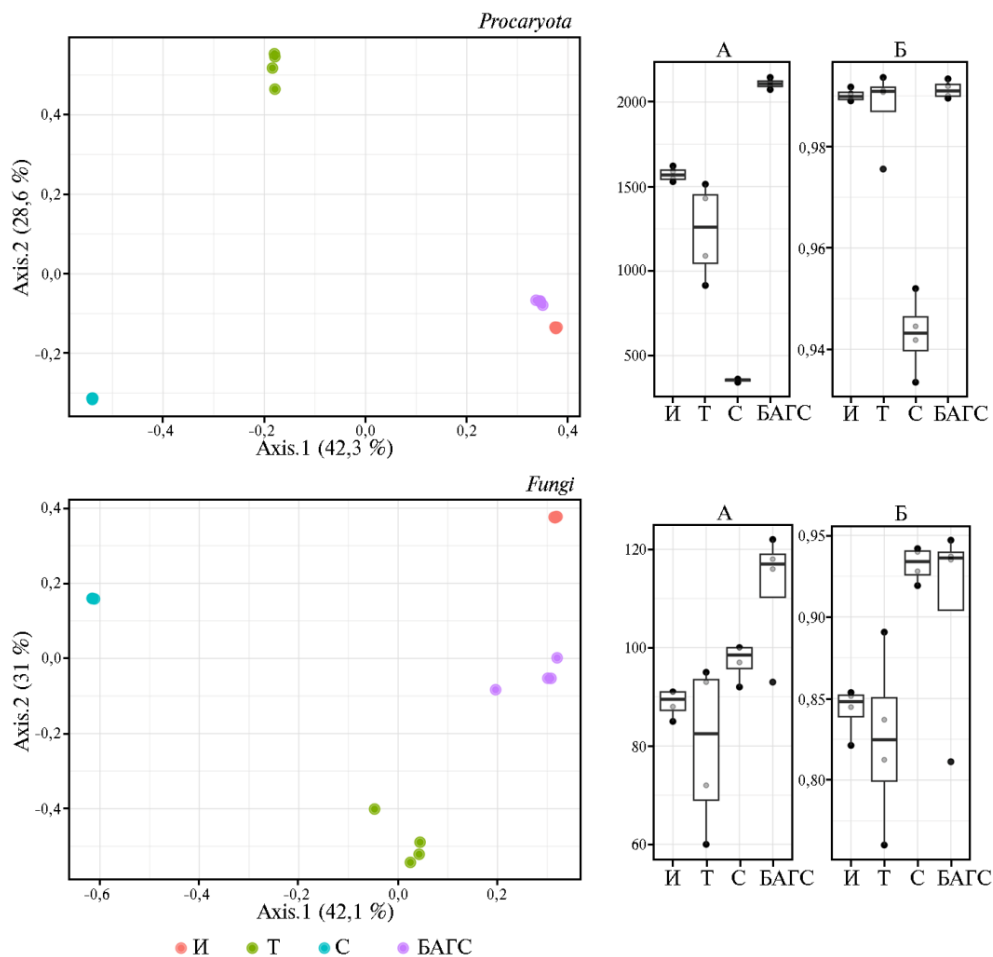 Procaryota
Axis.2 (28,6 %)
0,4
0,2
0,0
-0,2
-0,4
-0,2
0,0
0,2
0,4
Axis.1 (42,3 %)
А
2000
1500
1000
500
И Т С БАГС
Б
0,98
0,96
0,94
И Т С БАГС
Fungi
Axis.2 (31 %)
0,4
0,2
0,0
-0,2
-0,4
-0,6
-0,4
-0,2
0,0
0,2
Axis.1 (42,1 %)
А
120
100
80
60
И Т С БАГС
Б
0,95
0,90
0,85
0,80
И Т С БАГС
И Т С БАГС